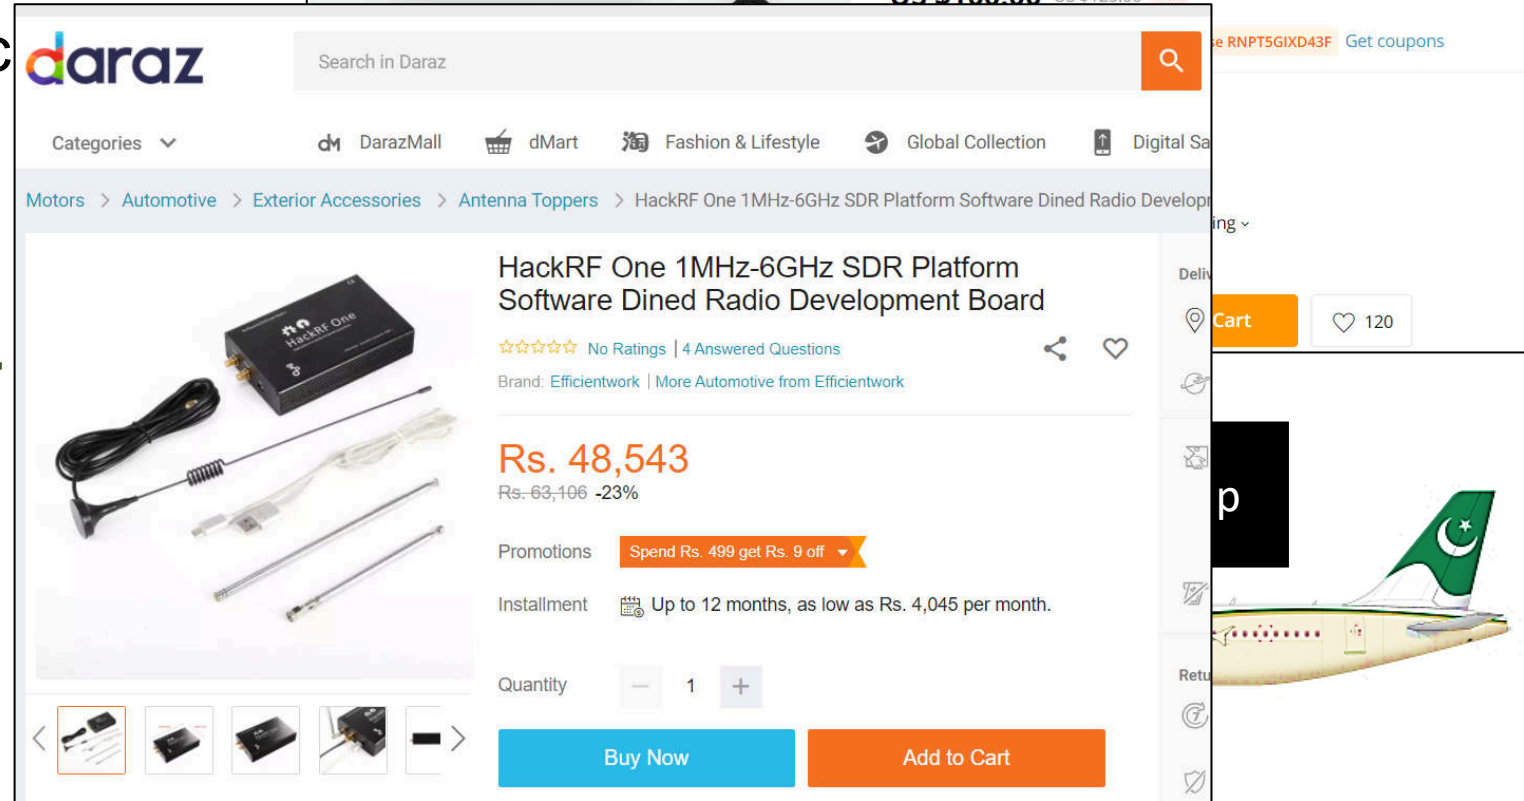 c
daraz
Search in Daraz
RNPT5GIXD43F Get coupons
Categories
DarazMall
dMart
Fashion & Lifestyle
Global Collection
Digital Sa
Motors > Automotive > Exterior Accessories > Antenna Toppers > HackRF One 1MHz-6GHz SDR Platform Software Dined Radio Develop
ing
HackRF One 1MHz-6GHz SDR Platform
Software Dined Radio Development Board
Deliv
HackRF One
Cart
120
No Ratings | 4 Answered Questions
Brand: Efficientwork | More Automotive from Efficientwork
Rs. 48,543
Rs. 63,106 -23%
p
Promotions
Spend Rs. 499 get Rs. 9 off
Installment
Up to 12 months, as low as Rs. 4,045 per month.
Quantity
1
Retu
Buy Now
Add to Cart